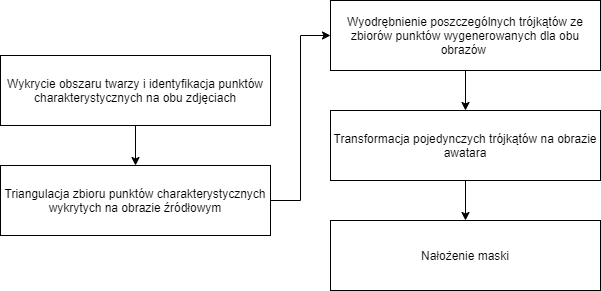 Wykrycie obszaru twarzy i identyfikacja punktów
charakterystycznych na obu zdjęciach
Triangulacja zbioru punktów charakterystycznych
wykrytych na obrazie źródłowym
Wyodrębnienie poszczególnych trójkątów ze
zbiorów punktów wygenerowanych dla obu
obrazów
Transformacja pojedynczych trójkątów na obrazie
awatara
Nałożenie maski